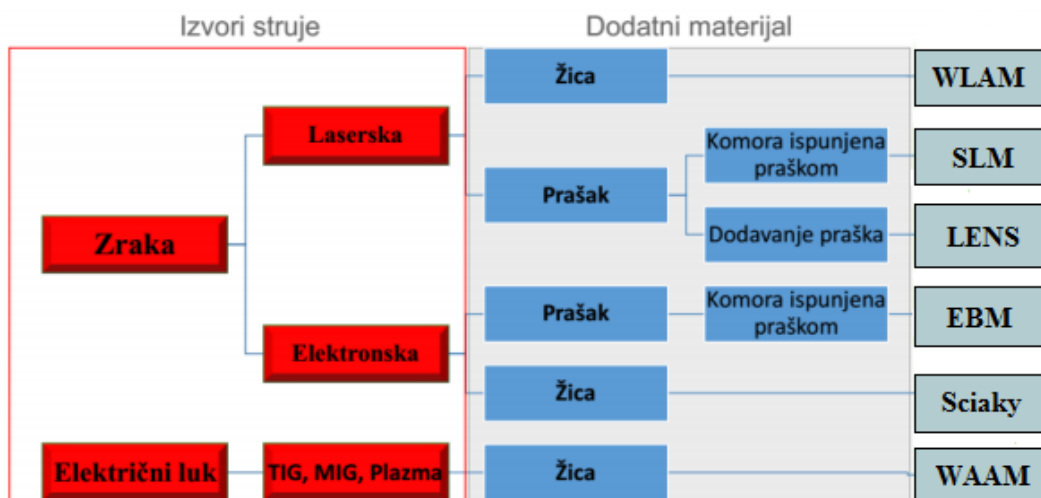 Izvori struje
Dodatni materijal
Žica
WLAM
Laserska
Komora ispunjena
praškom
SLM
Prašak
Zraka
Dodavanje praška
LENS
Prašak
Komora ispunjena
praškom
EBM
Elektronska
Žica
Sciaky
Električni luk
TIG, MIG, Plazma
Žica
WAAM